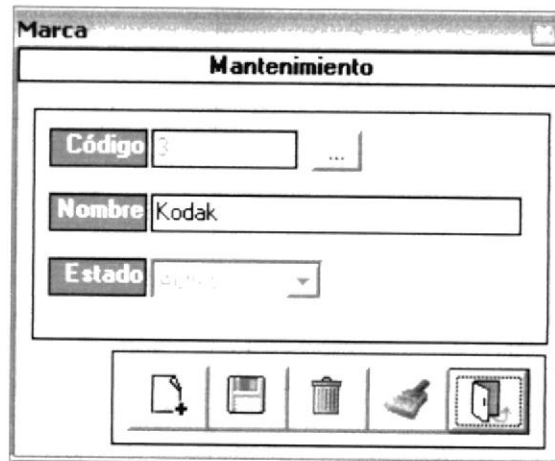 Marca
Mantenimiento
Código 3 ...
Nombre Kodak
Estado